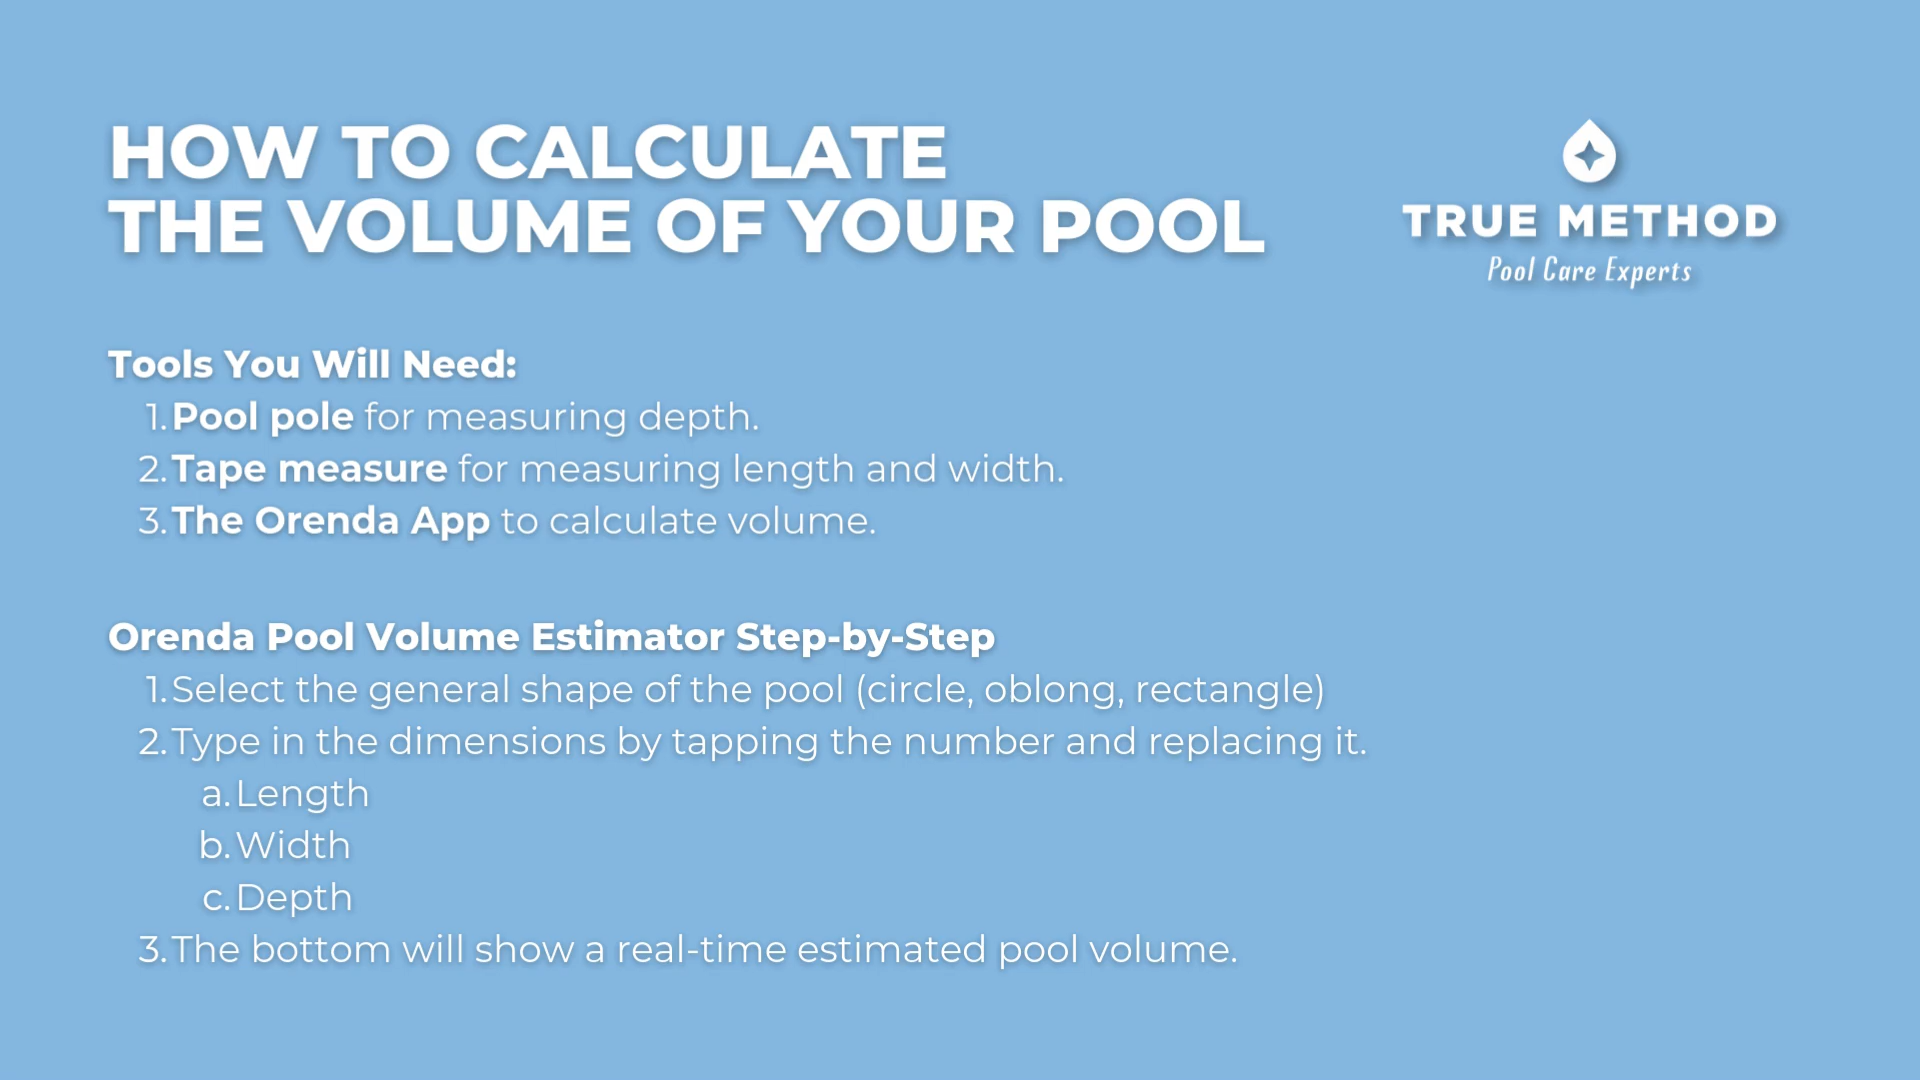 HOW TO CALCULATE
THE VOLUME OF YOUR POOL
TRUE METHOD
Pool Care Experts
Tools You Will Need:
1. Pool pole for measuring depth.
2. Tape measure for measuring length and width.
3. The Orenda App to calculate volume.
Orenda Pool Volume Estimator Step-by-Step
1. Select the general shape of the pool (circle, oblong, rectangle)
2. Type in the dimensions by tapping the number and replacing it.
a. Length
b. Width
c. Depth
3. The bottom will show a real-time estimated pool volume.